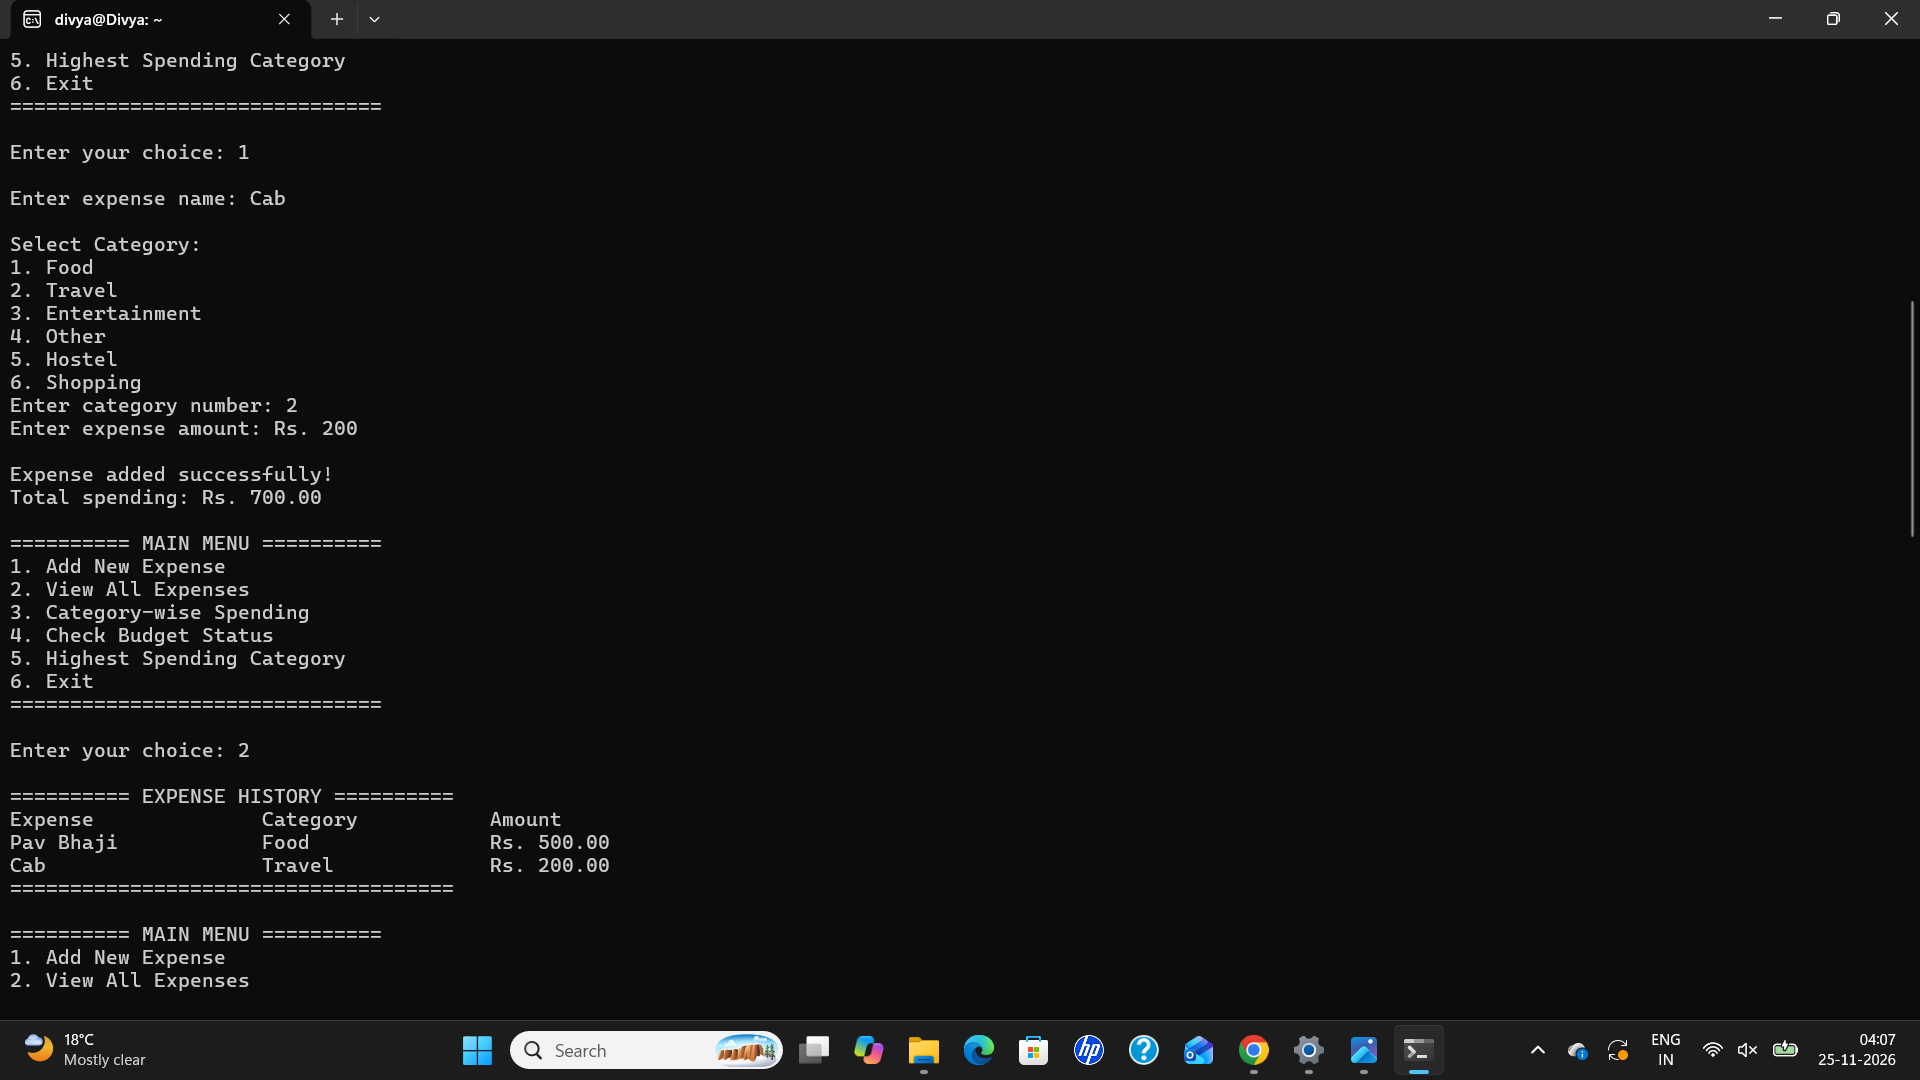 divya@Divya: ~
5. Highest Spending Category
6. Exit
===============================
Enter your choice: 1
Enter expense name: Cab
Select Category:
1. Food
2. Travel
3. Entertainment
4. Other
5. Hostel
6. Shopping
Enter category number: 2
Enter expense amount: Rs. 200
Expense added successfully!
Total spending: Rs. 700.00
========== MAIN MENU ==========
1. Add New Expense
2. View All Expenses
3. Category-wise Spending
4. Check Budget Status
5. Highest Spending Category
6. Exit
===============================
Enter your choice: 2
========== EXPENSE HISTORY ==========
Expense Category Amount
Pav Bhaji Food Rs. 500.00
Cab Travel Rs. 200.00
=====================================
========== MAIN MENU ==========
1. Add New Expense
2. View All Expenses
18°C
Mostly clear
Search
hp
ENG
IN
04:07
25-11-2026